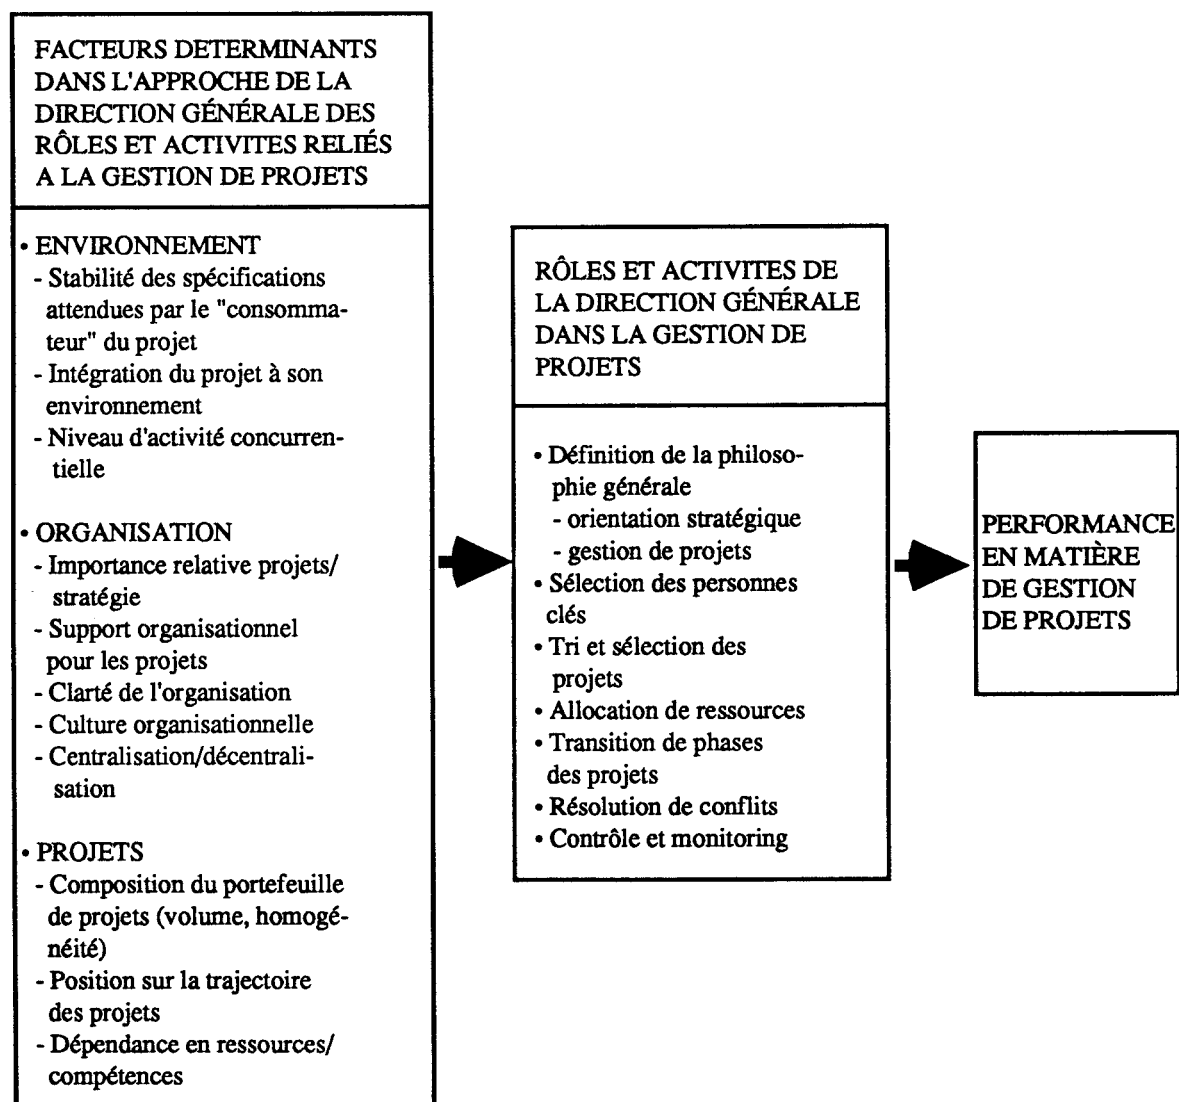 FACTEURS DETERMINANTS
DANS L'APPROCHE DE LA
DIRECTION GÉNÉRALE DES
RÔLES ET ACTIVITES RELIÉS
A LA GESTION DE PROJETS
• ENVIRONNEMENT
- Stabilité des spécifications
attendues par le "consomma-
teur" du projet
- Intégration du projet à son
environnement
- Niveau d'activité concurren-
tielle
• ORGANISATION
- Importance relative projets/
stratégie
- Support organisationnel
pour les projets
- Clarté de l'organisation
- Culture organisationnelle
- Centralisation/décentrali-
sation
• PROJETS
- Composition du portefeuille
de projets (volume, homogé-
néité)
- Position sur la trajectoire
des projets
- Dépendance en ressources/
compétences
RÔLES ET ACTIVITES DE
LA DIRECTION GÉNÉRALE
DANS LA GESTION DE
PROJETS
• Définition de la philoso-
phie générale
- orientation stratégique
- gestion de projets
• Sélection des personnes
clés
• Tri et sélection des
projets
• Allocation de ressources
• Transition de phases
des projets
• Résolution de conflits
• Contrôle et monitoring
PERFORMANCE
EN MATIÈRE
DE GESTION
DE PROJETS